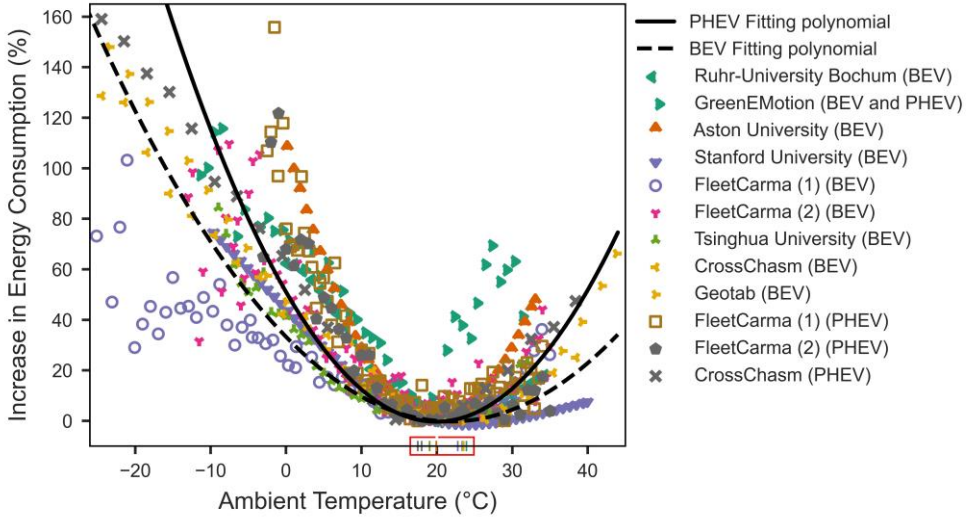 Increase in Energy Consumption (%)
160
140
120
100
80
60
40
20
0
−20
−10
0
10
20
30
40
Ambient Temperature (°C)
PHEV Fitting polynomial
BEV Fitting polynomial
Ruhr-University Bochum (BEV)
GreenEMotion (BEV and PHEV)
Aston University (BEV)
Stanford University (BEV)
FleetCarma (1) (BEV)
FleetCarma (2) (BEV)
Tsinghua University (BEV)
CrossChasm (BEV)
Geotab (BEV)
FleetCarma (1) (PHEV)
FleetCarma (2) (PHEV)
CrossChasm (PHEV)